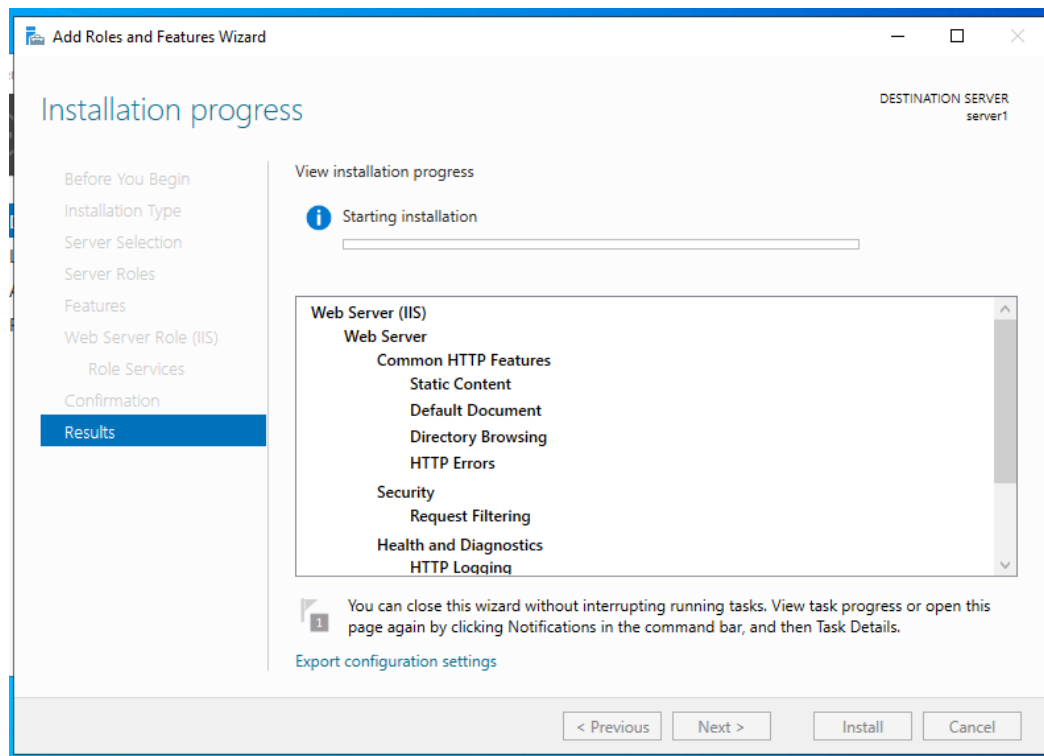 Add Roles and Features Wizard
Installation progress
DESTINATION SERVER
server1
Before You Begin
Installation Type
Server Selection
Server Roles
Features
Web Server Role (IIS)
Role Services
Confirmation
Results
View installation progress
Starting installation
Web Server (IIS)
Web Server
Common HTTP Features
Static Content
Default Document
Directory Browsing
HTTP Errors
Security
Request Filtering
Health and Diagnostics
HTTP Logging
1
You can close this wizard without interrupting running tasks. View task progress or open this
page again by clicking Notifications in the command bar, and then Task Details.
Export configuration settings
< Previous
Next >
Install
Cancel